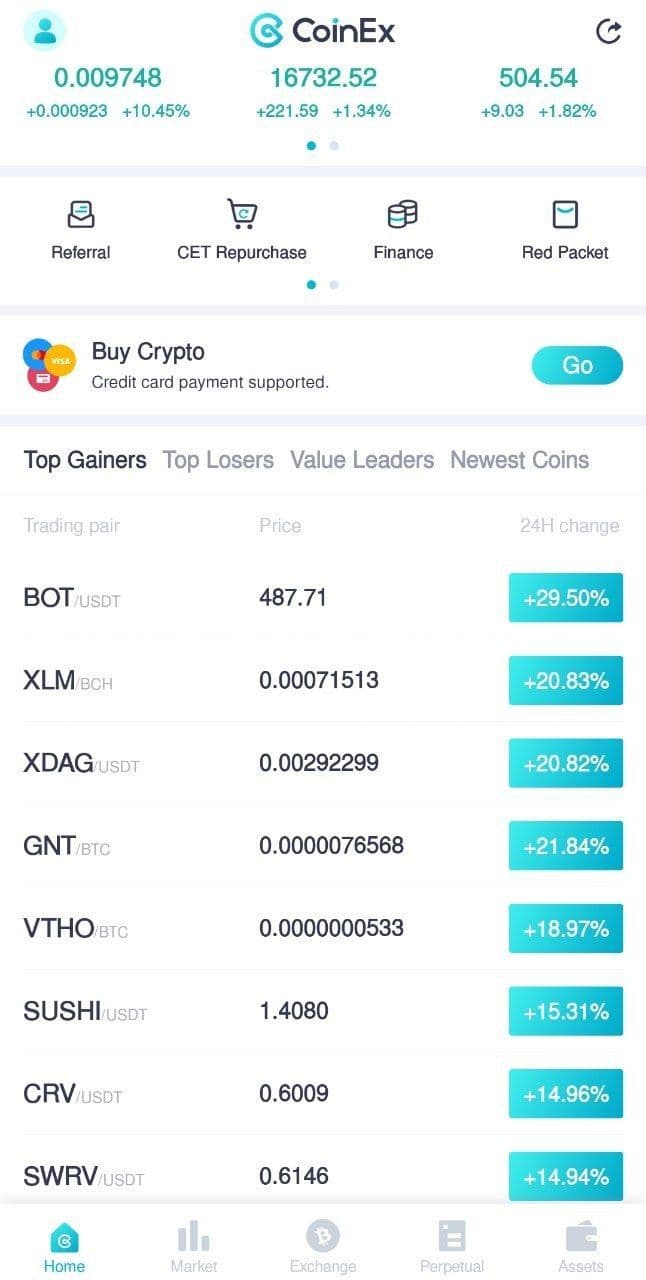 CoinEx
0.009748 16732.52 504.54
+0.000923 +10.45% +221.59 +1.34% +9.03 +1.82%
Referral CET Repurchase Finance Red Packet
VISA
Buy Crypto
Credit card payment supported.
Go
Top Gainers Top Losers Value Leaders Newest Coins
Trading pair Price 24H change
BOT/USDT 487.71 +29.50%
XLM/BCH 0.00071513 +20.83%
XDAG/USDT 0.00292299 +20.82%
GNT/BTC 0.0000076568 +21.84%
VTHO/BTC 0.0000000533 +18.97%
SUSHI/USDT 1.4080 +15.31%
CRV/USDT 0.6009 +14.96%
SWRV/USDT 0.6146 +14.94%
Home Market Exchange Perpetual Assets